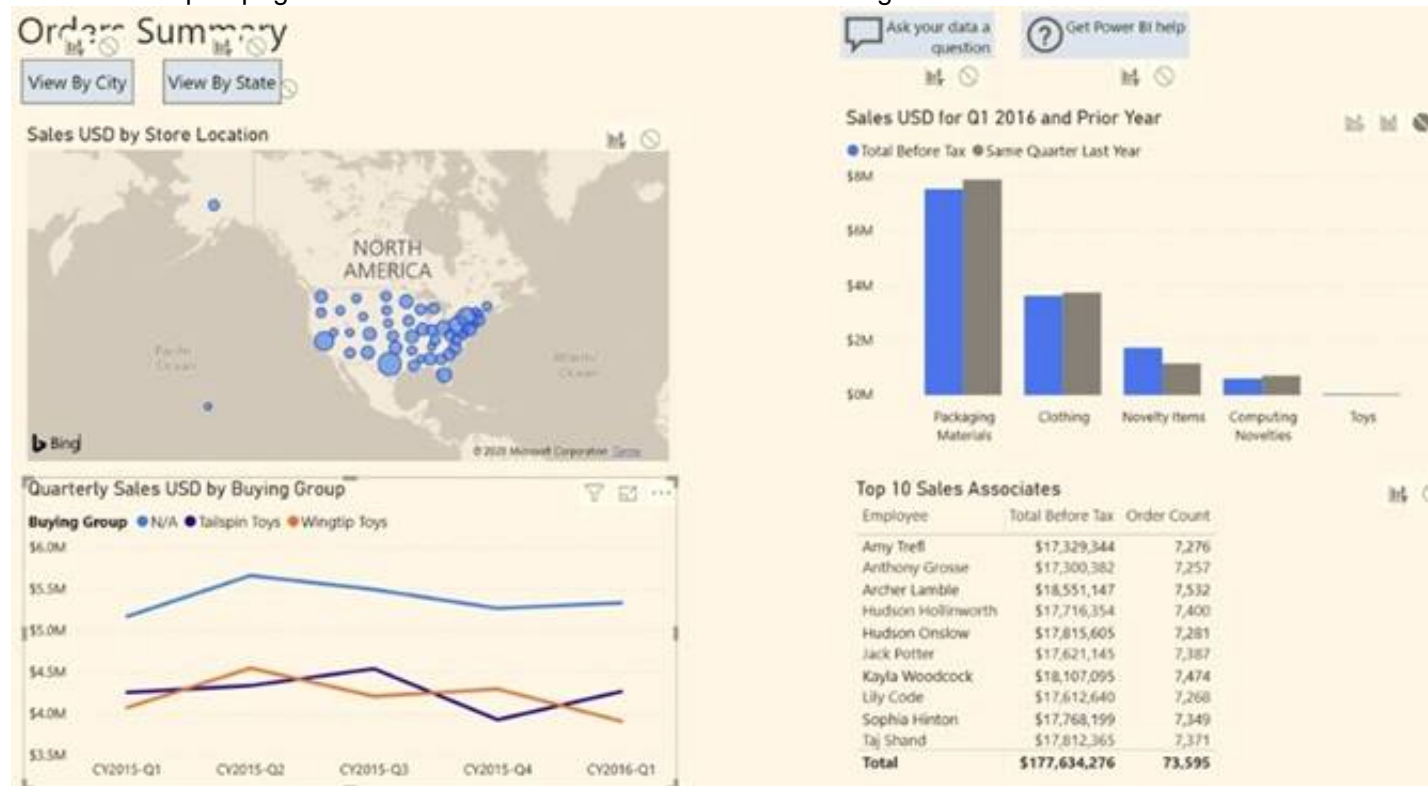 Orders Summary
View By City
View By State
Ask your data a
question
Get Power BI help
Sales USD by Store Location
NORTH
AMERICA
Pacific
Ocean
Atlantic
Ocean
Bing
© 2020 Microsoft Corporation Terms
Sales USD for Q1 2016 and Prior Year
Total Before Tax Same Quarter Last Year
$8M
$6M
$4M
$2M
$0M
Packaging
Materials
Clothing
Novelty Items
Computing
Novelties
Toys
Quarterly Sales USD by Buying Group
Buying Group N/A Tailspin Toys Wingtip Toys
$6.0M
$5.5M
$5.0M
$4.5M
$4.0M
$3.5M
CY2015-Q1 CY2015-Q2 CY2015-Q3 CY2015-Q4 CY2016-Q1
Top 10 Sales Associates
Employee Total Before Tax Order Count
Amy Trefl $17,329,344 7,276
Anthony Grosse $17,300,382 7,257
Archer Lamble $18,551,147 7,532
Hudson Hollinworth $17,716,354 7,400
Hudson Onslow $17,815,605 7,281
Jack Potter $17,621,145 7,387
Kayla Woodcock $18,107,095 7,474
Lily Code $17,612,640 7,268
Sophia Hinton $17,768,199 7,349
Taj Shand $17,812,365 7,371
Total $177,634,276 73,595